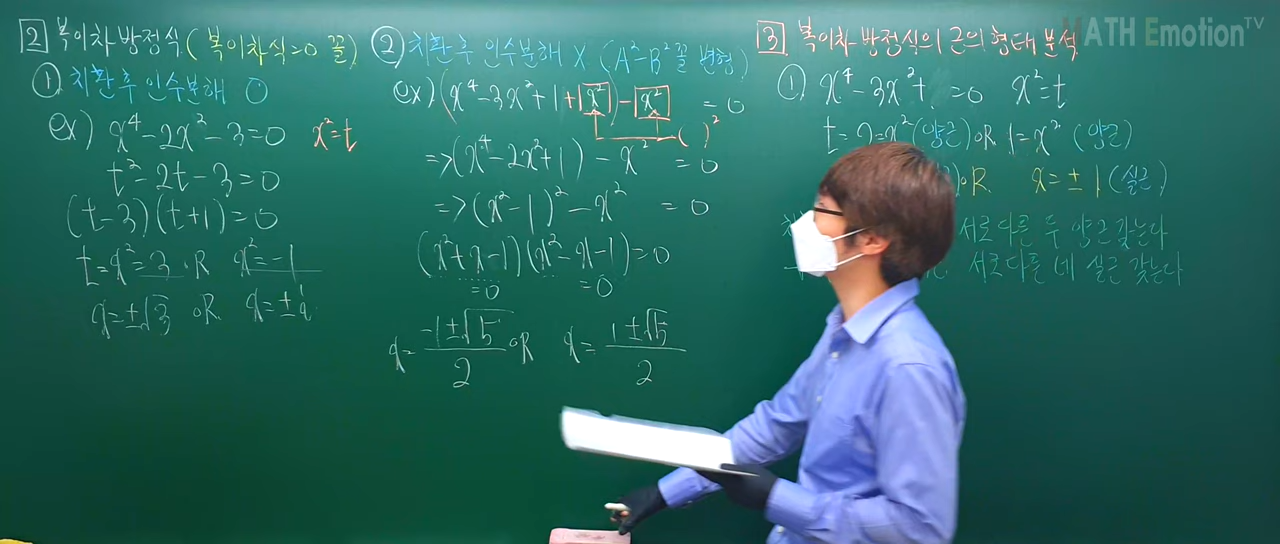 2 복이차 방정식 (복이차식=0 꼴)
① 치환 후 인수분해 O
ex) x⁴-2x²-3=0 x²=t
t²-2t-3=0
(t-3)(t+1)=0
t=x²=3 OR x²=-1
x=±√3 OR x=±i
② 치환 후 인수분해 X (A²-B²꼴 변형)
ex) (x⁴-3x²+1+x²)-x² =0
( )²
=>(x⁴-2x²+1)-x² =0
=>(x²-1)²-x² =0
(x²+x-1)(x²-x-1)=0
=0 =0
x=(-1±√5)/2 OR x=(1±√5)/2
3 복이차 방정식의 근의 형태 분석
① x⁴-3x²+ =0 x²=t
t=2=x² (양근) OR 1=x² (양근)
) OR x=±1 (실근)
서로 다른 두 양근 갖는다
서로 다른 네 실근 갖는다
MATH Emotion TV